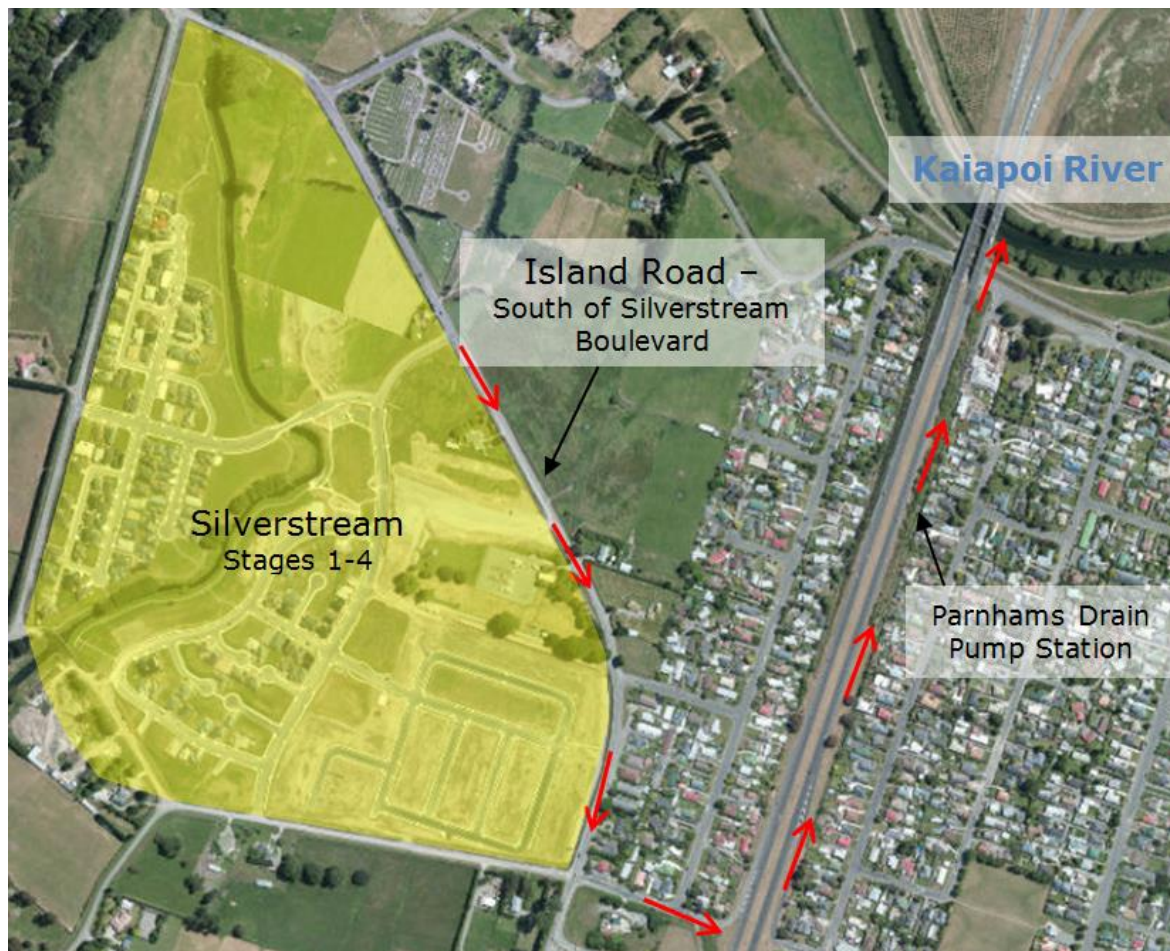 Kaiapoi River
Island Road –
South of Silverstream
Boulevard
Silverstream
Stages 1-4
Parnhams Drain
Pump Station